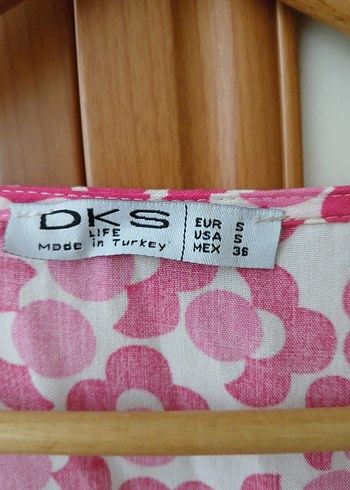 DKS
LIFE
Made in Turkey
EUR S
USA S
MEX 36